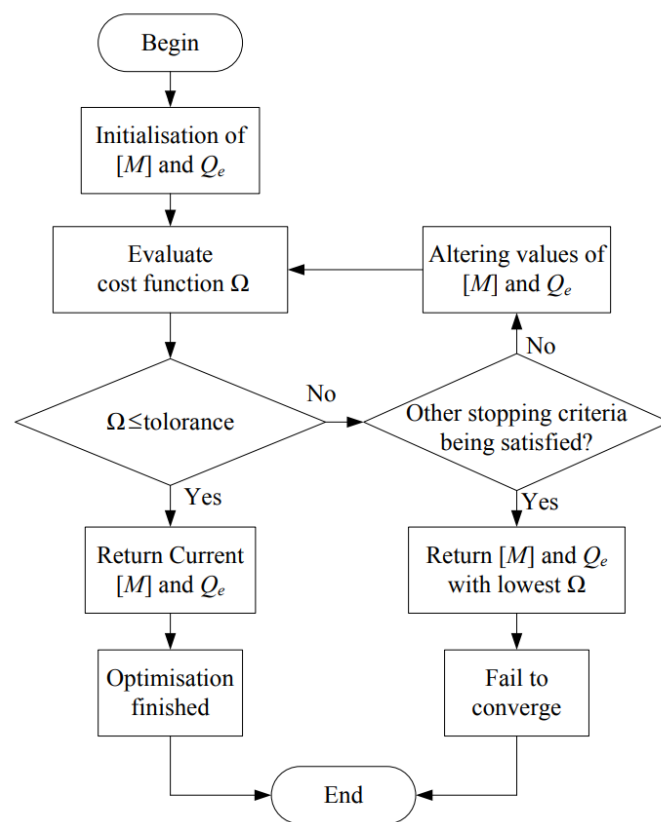 Begin
Initialisation of
[M] and Qe
Evaluate
cost function Ω
Altering values of
[M] and Qe
No
No
Ω≤tolorance
Other stopping criteria
being satisfied?
Yes
Yes
Return Current
[M] and Qe
Return [M] and Qe
with lowest Ω
Optimisation
finished
Fail to
converge
End